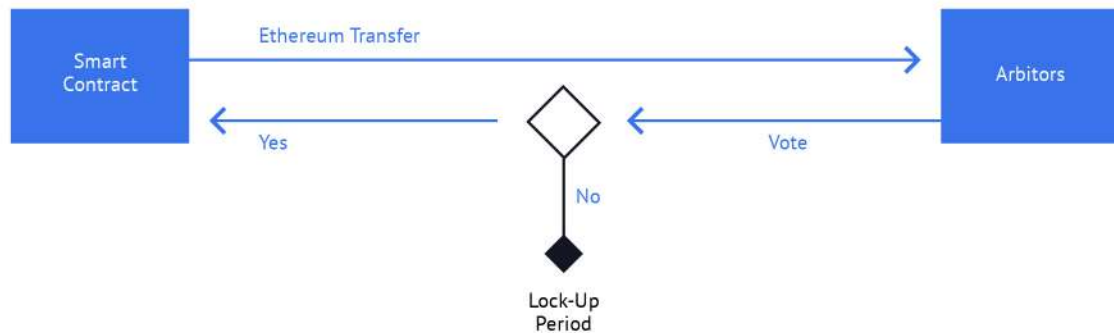 Ethereum Transfer
Smart
Contract
Arbitors
Yes
Vote
No
Lock-Up
Period